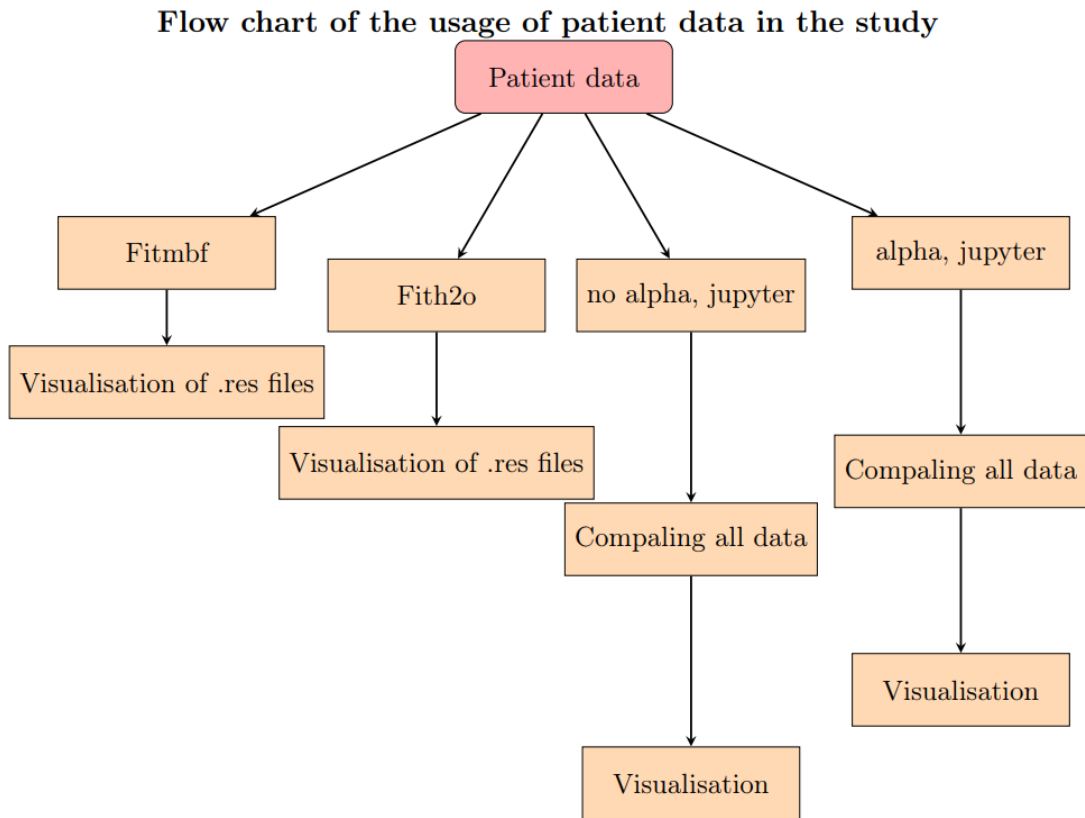 Flow chart of the usage of patient data in the study
Patient data
Fitmbf
Fith2o
no alpha, jupyter
alpha, jupyter
Visualisation of .res files
Visualisation of .res files
Compaling all data
Compaling all data
Visualisation
Visualisation